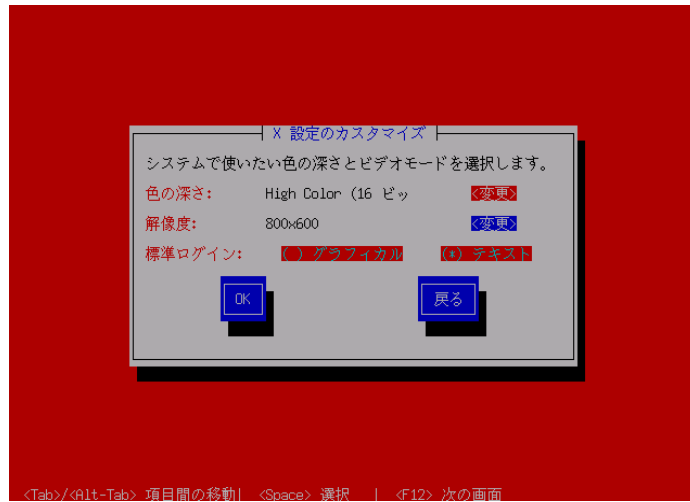 X 設定のカスタマイズ
システムで使いたい色の深さとビデオモードを選択します。
色の深さ: High Color (16 ビッ <変更>
解像度: 800x600 <変更>
標準ログイン: ( ) グラフィカル (*) テキスト
OK 戻る
<Tab>/<Alt-Tab> 項目間の移動| <Space> 選択 | <F12> 次の画面